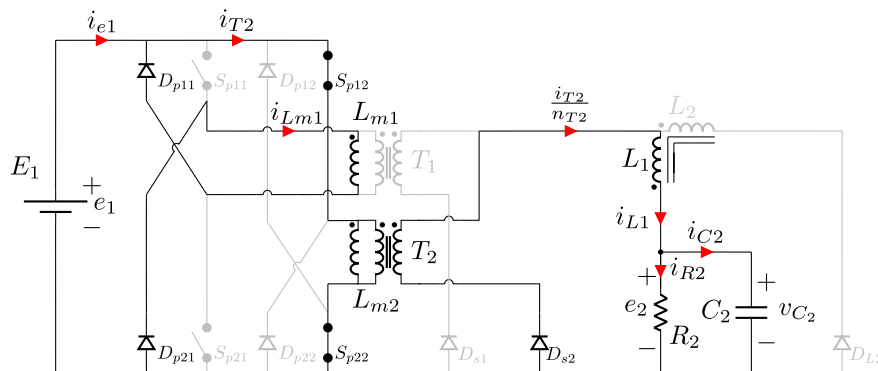 i_{e1}
i_{T2}
D_{p11}
S_{p11}
D_{p12}
S_{p12}
i_{Lm1}
L_{m1}
\frac{i_{T2}}{n_{T2}}
L_2
E_1
+
e_1
−
T_1
L_1
T_2
i_{L1}
i_{C2}
L_{m2}
+
i_{R2}
+
e_2
R_2
C_2
v_{C_2}
−
−
D_{p21}
S_{p21}
D_{p22}
S_{p22}
D_{s1}
D_{s2}